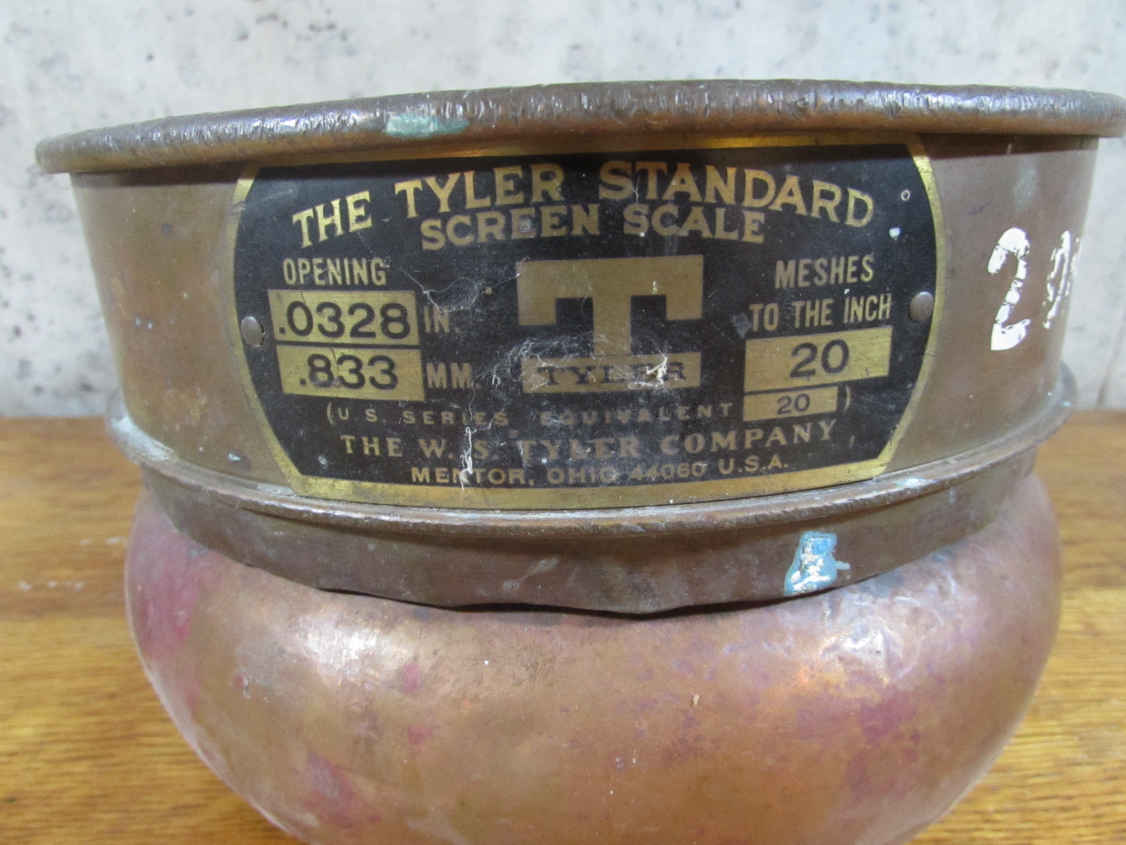 THE TYLER STANDARD
SCREEN SCALE
OPENING
.0328 IN
.833 MM.
T
TYLER
MESHES
TO THE INCH
20
(U.S. SERIES EQUIVALENT 20)
THE W. S. TYLER COMPANY
MENTOR, OHIO 44060 U.S.A.
2